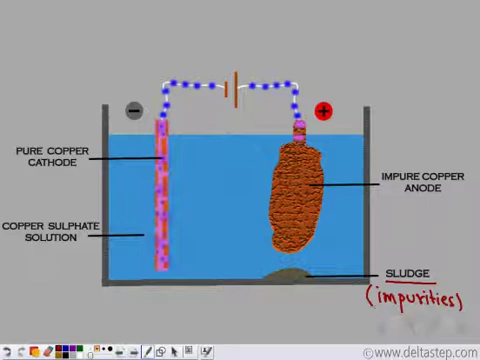 PURE COPPER
CATHODE
COPPER SULPHATE
SOLUTION
IMPURE COPPER
ANODE
SLUDGE
(impurities)
©www.deltastep.com